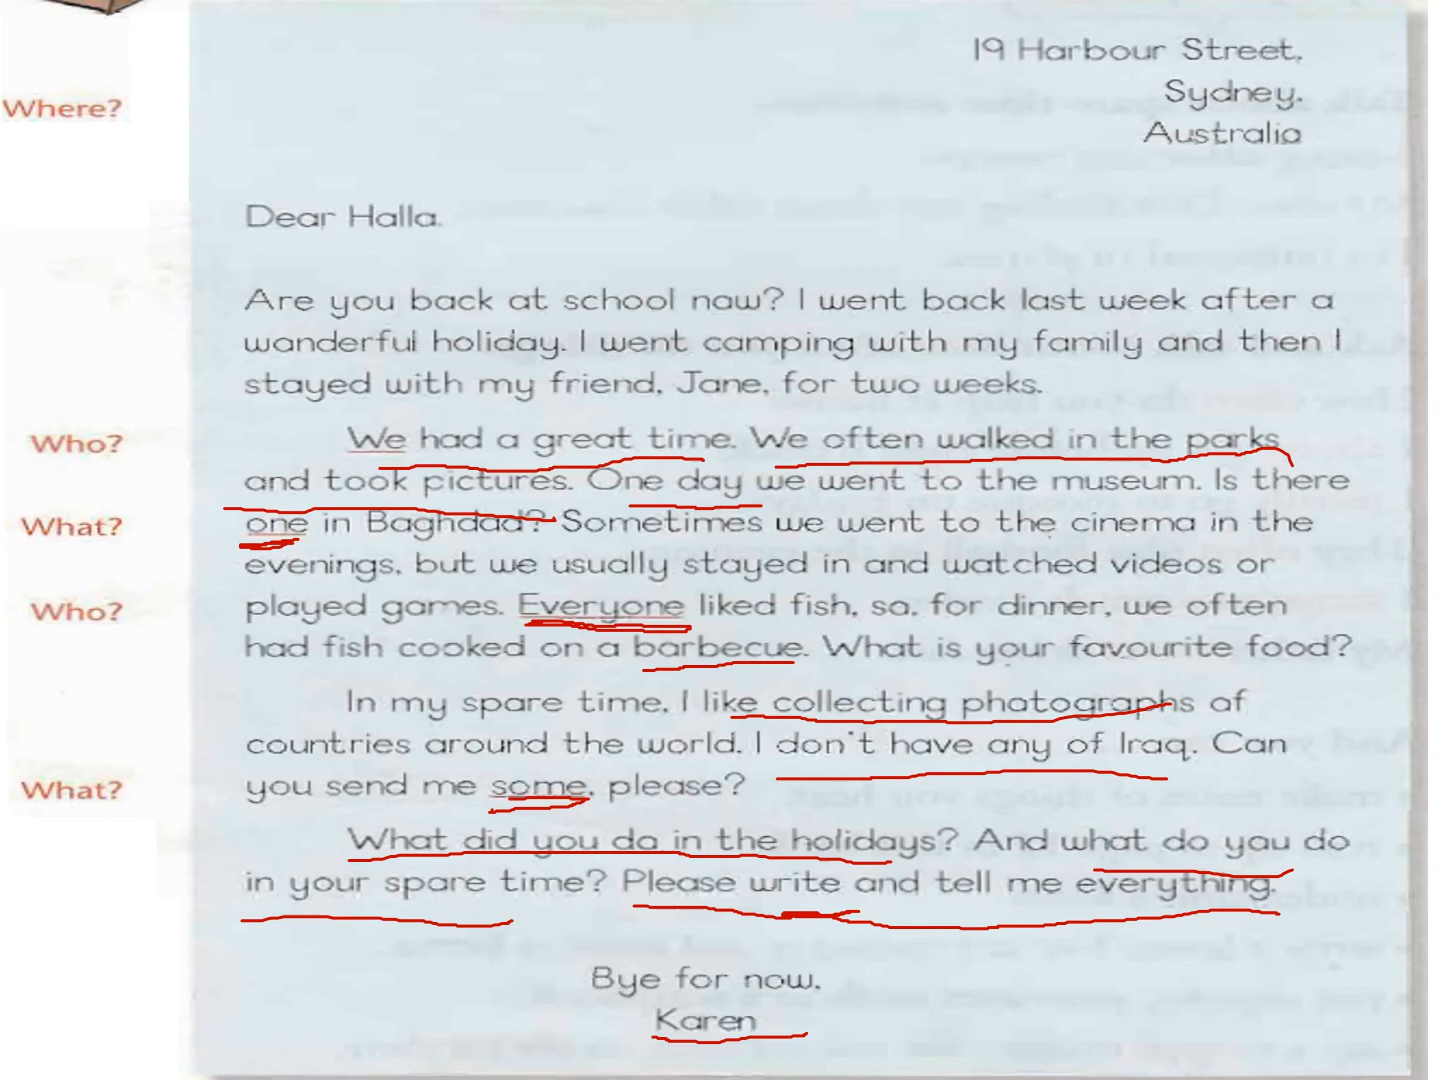 19 Harbour Street,
Sydney,
Where?
Australia
Dear Halla,
Are you back at school now? I went back last week after a
wonderful holiday. I went camping with my family and then I
stayed with my friend, Jane, for two weeks.
Who? We had a great time. We often walked in the parks
and took pictures. One day we went to the museum. Is there
What? one in Baghdad? Sometimes we went to the cinema in the
evenings, but we usually stayed in and watched videos or
Who? played games. Everyone liked fish, so, for dinner, we often
had fish cooked on a barbecue. What is your favourite food?
In my spare time, I like collecting photographs of
countries around the world. I don't have any of Iraq. Can
What? you send me some, please?
What did you do in the holidays? And what do you do
in your spare time? Please write and tell me everything.
Bye for now,
Karen